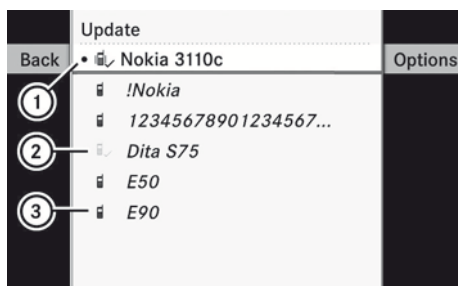 Update
Back
• Nokia 3110c
Options
!Nokia
12345678901234567...
Dita S75
E50
E90
1
2
3